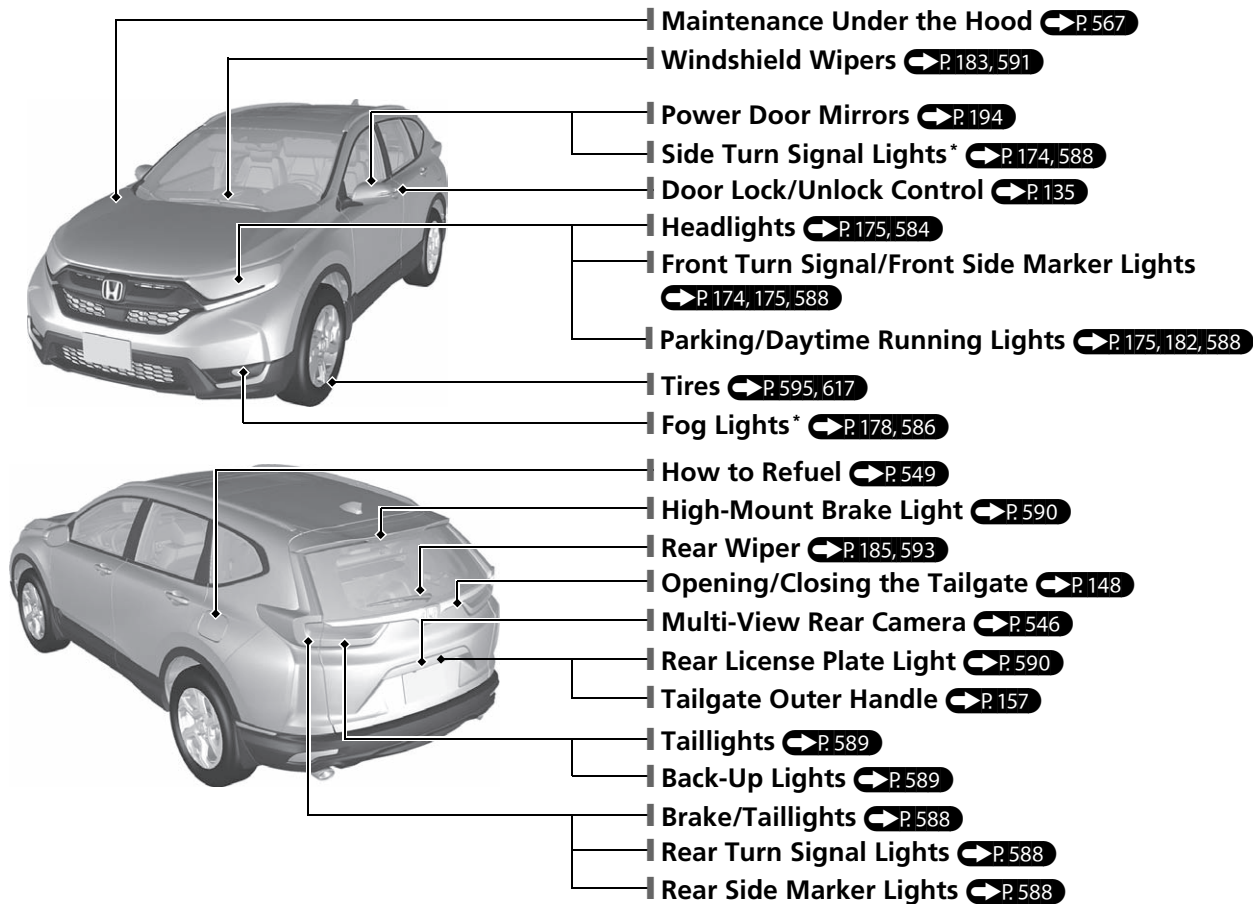 Maintenance Under the Hood P. 567
Windshield Wipers P. 183, 591
Power Door Mirrors P. 194
Side Turn Signal Lights* P. 174, 588
Door Lock/Unlock Control P. 135
Headlights P. 175, 584
Front Turn Signal/Front Side Marker Lights
P. 174, 175, 588
Parking/Daytime Running Lights P. 175, 182, 588
Tires P. 595, 617
Fog Lights* P. 178, 586
How to Refuel P. 549
High-Mount Brake Light P. 590
Rear Wiper P. 185, 593
Opening/Closing the Tailgate P. 148
Multi-View Rear Camera P. 546
Rear License Plate Light P. 590
Tailgate Outer Handle P. 157
Taillights P. 589
Back-Up Lights P. 589
Brake/Taillights P. 588
Rear Turn Signal Lights P. 588
Rear Side Marker Lights P. 588